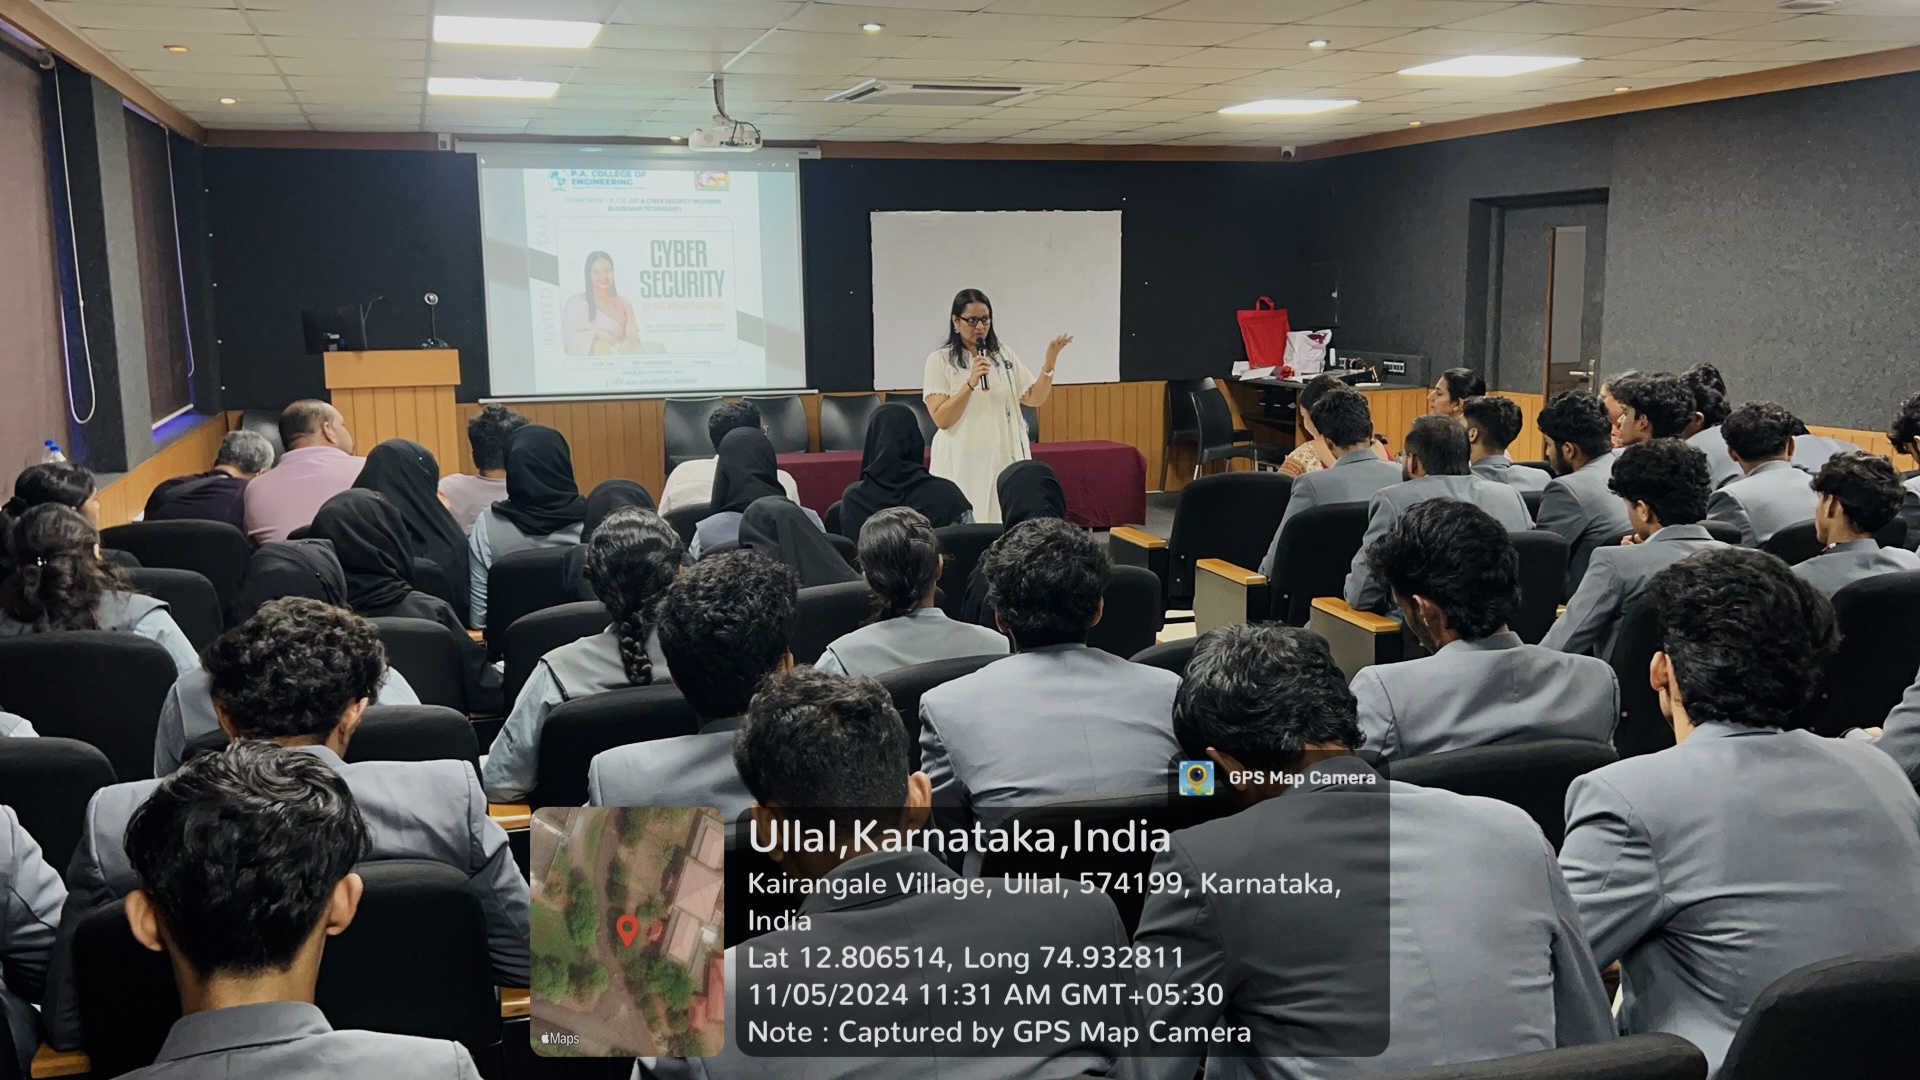 P.A. COLLEGE OF
ENGINEERING
BLOCKCHAIN TECHNOLOGY)
INVITED TALK
CYBER
SECURITY
GPS Map Camera
Ullal,Karnataka,India
Kairangale Village, Ullal, 574199, Karnataka,
India
Lat 12.806514, Long 74.932811
11/05/2024 11:31 AM GMT+05:30
Note : Captured by GPS Map Camera
Maps